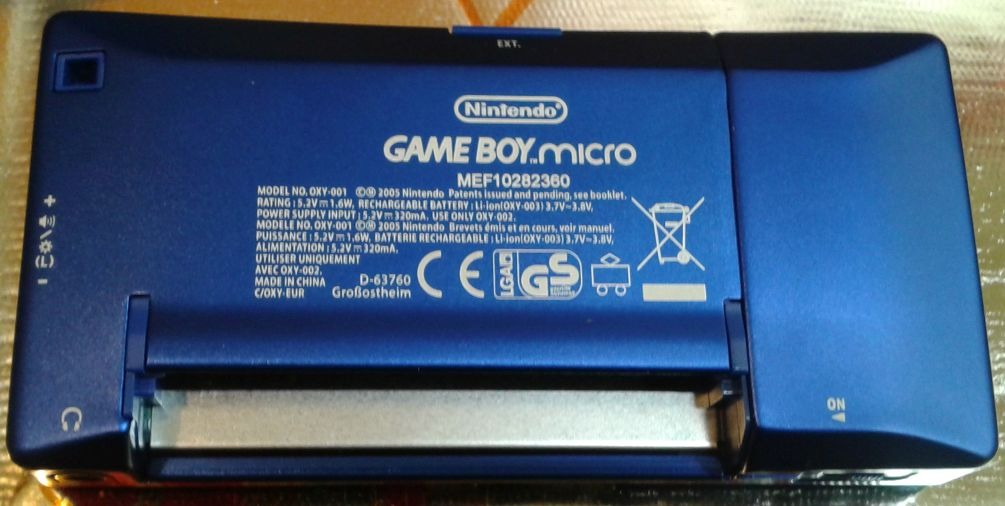 EXT.
Nintendo®
GAME BOY™ micro
MEF10282360
MODEL NO. OXY-001 ©Ⓜ 2005 Nintendo Patents issued and pending, see booklet.
RATING : 5.2V⎓1.6W, RECHARGEABLE BATTERY : Li-ion(OXY-003) 3.7V~3.8V,
POWER SUPPLY INPUT : 5.2V⎓320mA. USE ONLY OXY-002.
MODELE NO. OXY-001 ©Ⓜ 2005 Nintendo Brevets émis et en cours, voir manuel.
PUISSANCE : 5.2V⎓1.6W, BATTERIE RECHARGEABLE : Li-ion(OXY-003) 3.7V~3.8V,
ALIMENTATION : 5.2V⎓320mA.
UTILISER UNIQUEMENT
AVEC OXY-002.
MADE IN CHINA
C/OXY-EUR
D-63760
Großostheim
CE
LGA
GS
ON